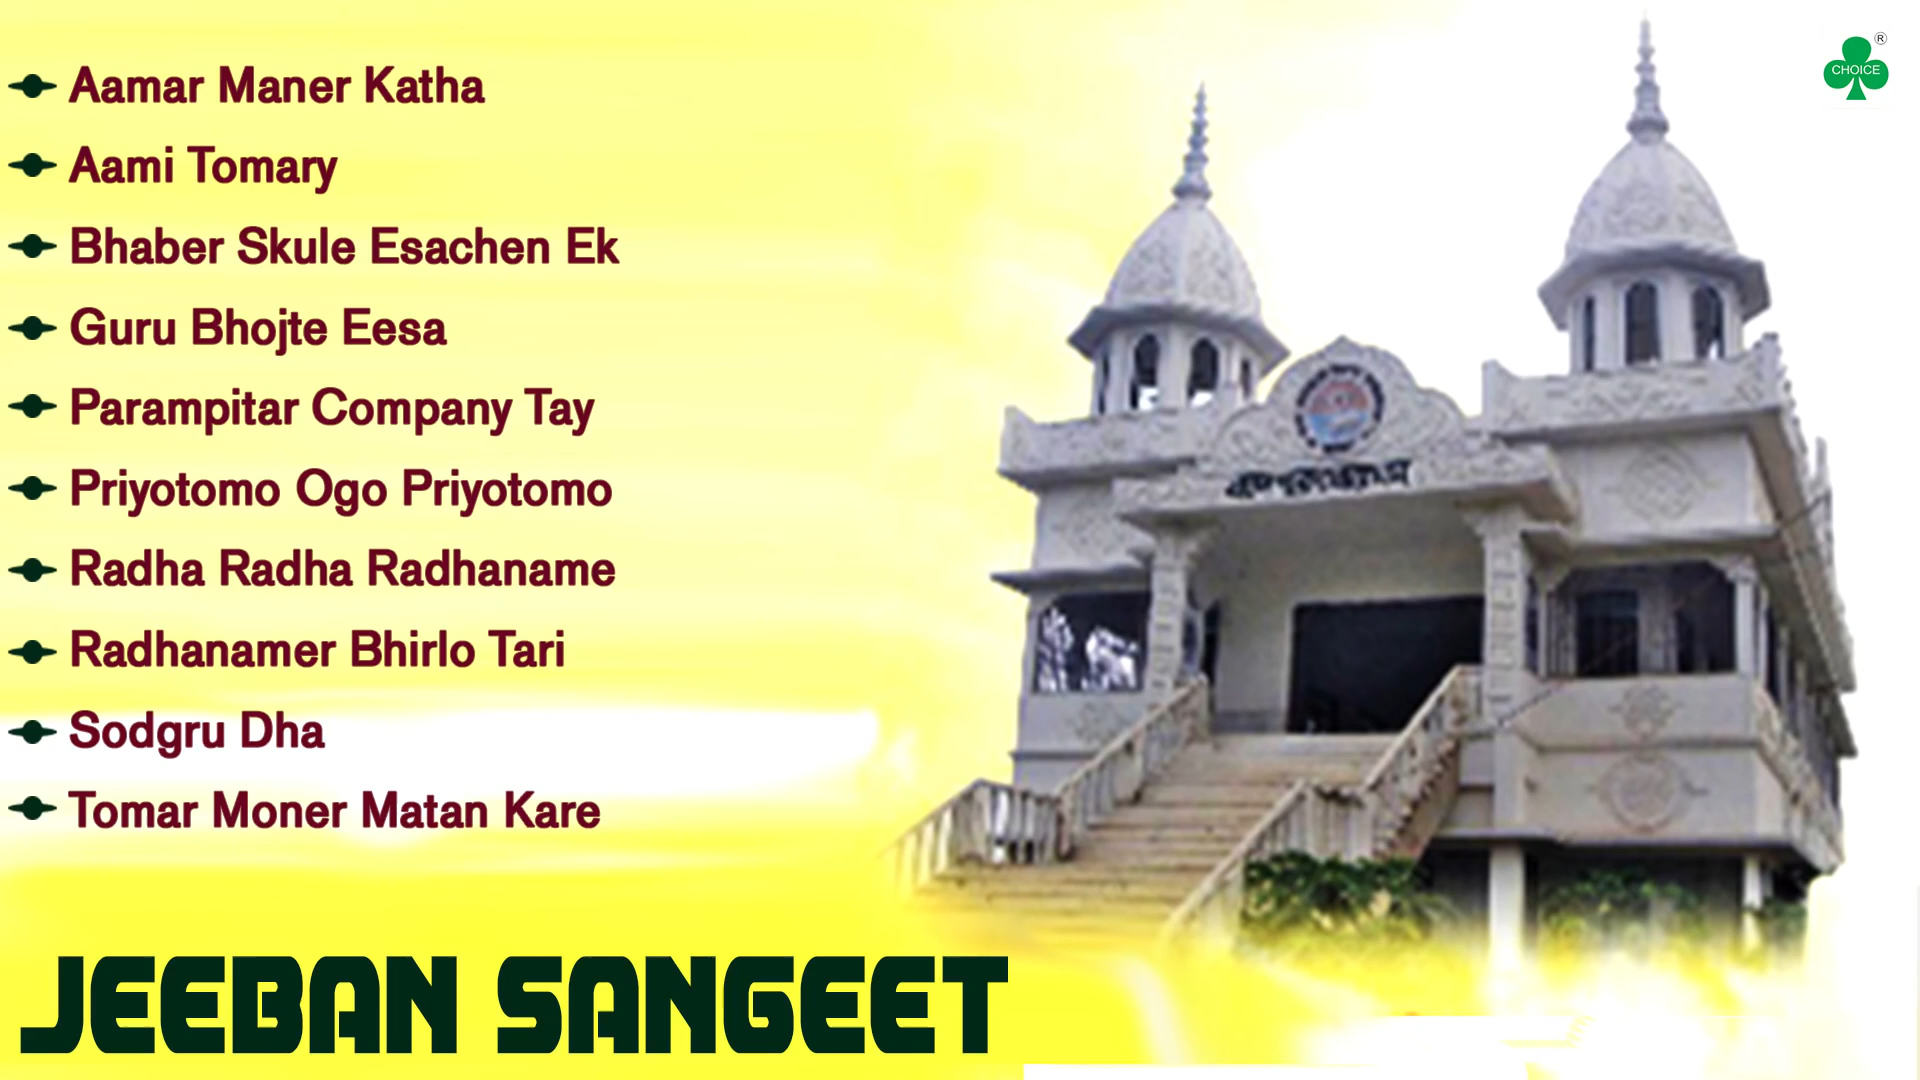 Aamar Maner Katha
Aami Tomary
Bhaber Skule Esachen Ek
Guru Bhojte Eesa
Parampitar Company Tay
Priyotomo Ogo Priyotomo
Radha Radha Radhaname
Radhanamer Bhirlo Tari
Sodgru Dha
Tomar Moner Matan Kare
JEEBAN SANGEET
CHOICE ®